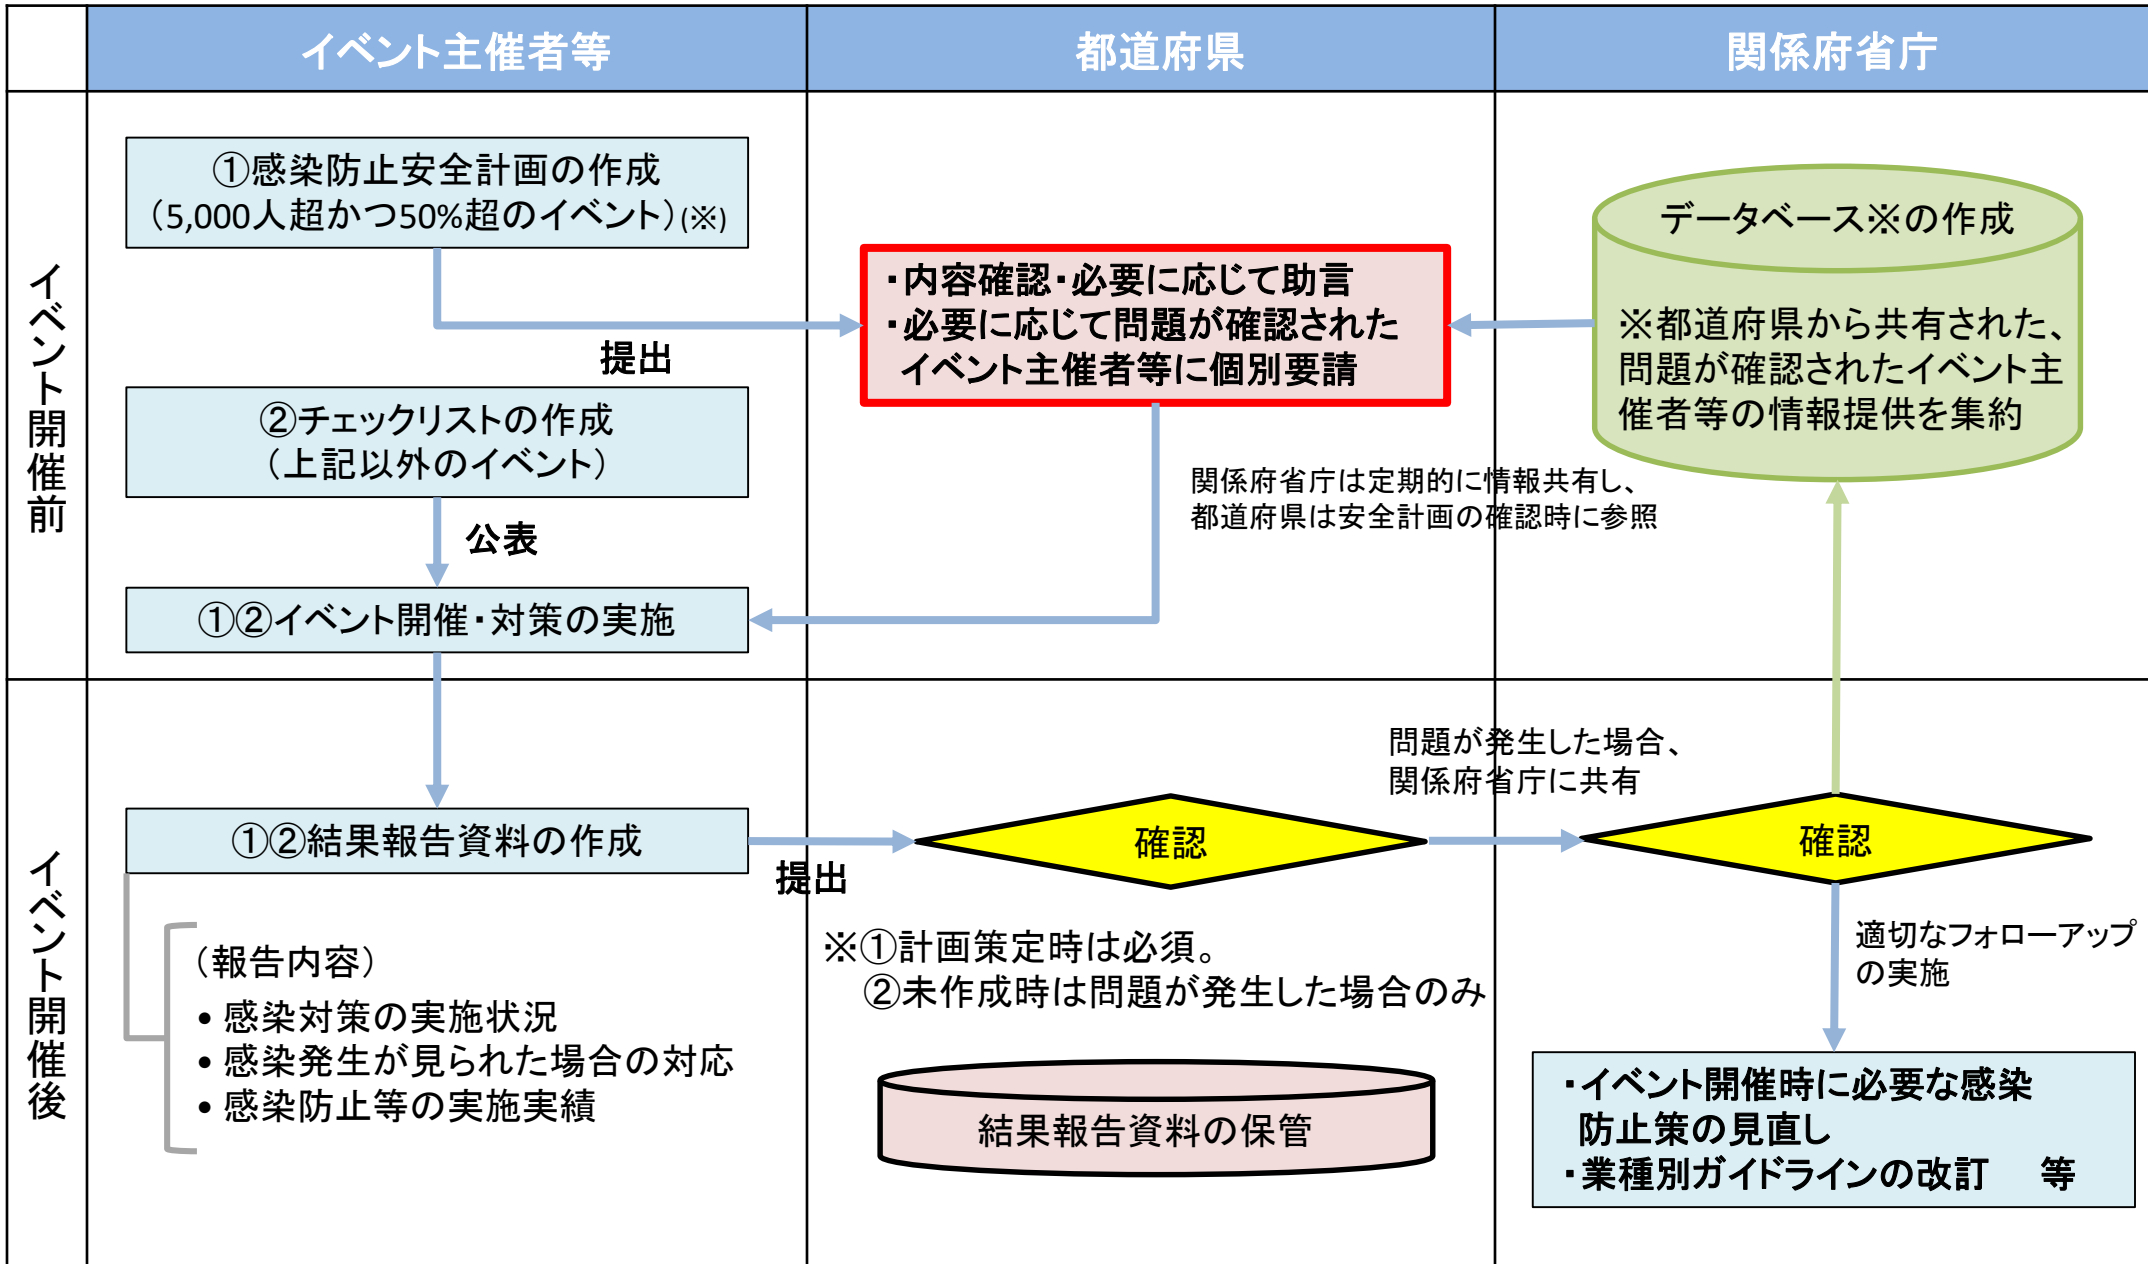 イベント主催者等
都道府県
関係府省庁
イベント開催前
①感染防止安全計画の作成
（5,000人超かつ50%超のイベント）(※)
提出
②チェックリストの作成
（上記以外のイベント）
公表
①②イベント開催・対策の実施
・内容確認・必要に応じて助言
・必要に応じて問題が確認された
イベント主催者等に個別要請
データベース※の作成
※都道府県から共有された、
問題が確認されたイベント主
催者等の情報提供を集約
関係府省庁は定期的に情報共有し、
都道府県は安全計画の確認時に参照
イベント開催後
①②結果報告資料の作成
提出
（報告内容）
• 感染対策の実施状況
• 感染発生が見られた場合の対応
• 感染防止等の実施実績
確認
※①計画策定時は必須。
②未作成時は問題が発生した場合のみ
結果報告資料の保管
問題が発生した場合、
関係府省庁に共有
確認
適切なフォローアップ
の実施
・イベント開催時に必要な感染
防止策の見直し
・業種別ガイドラインの改訂　等